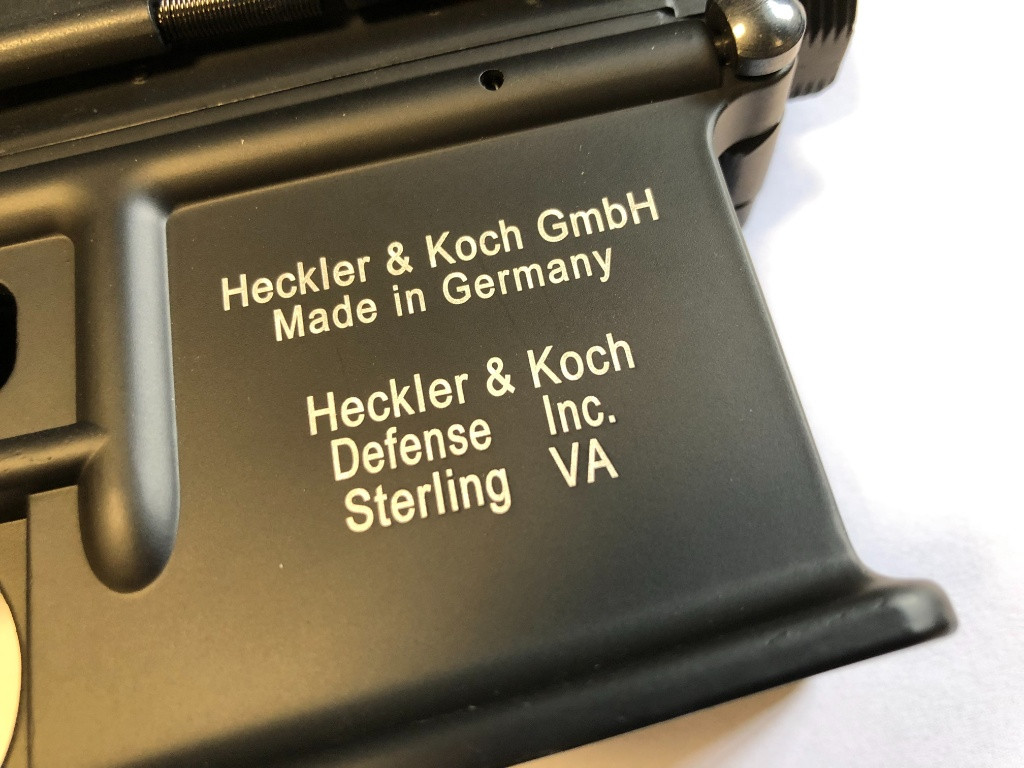 Heckler & Koch GmbH
Made in Germany
Heckler & Koch
Defense Inc.
Sterling VA